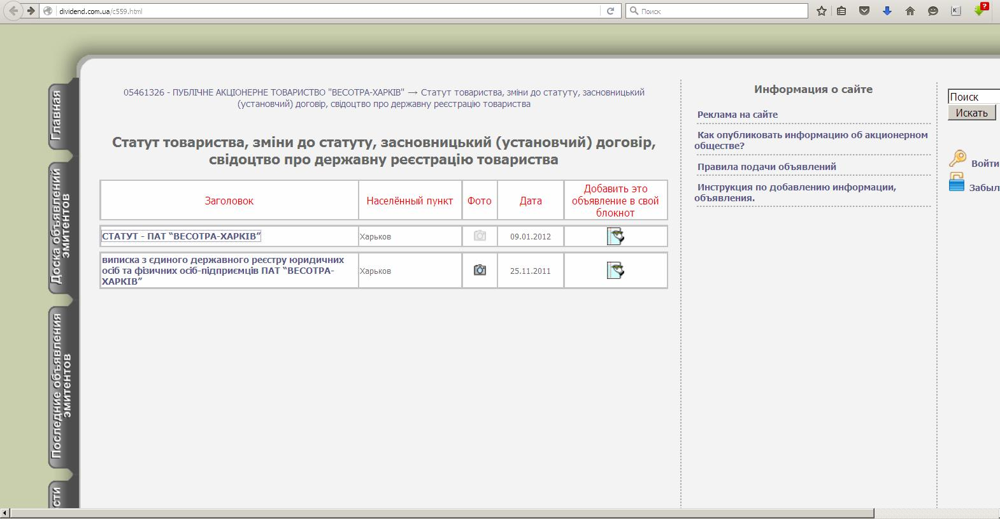 dividend.com.ua/c559.html
Поиск
K
?
Главная
Доска объявлений
эмитентов
Последние объявления
эмитентов
сти
05461326 - ПУБЛІЧНЕ АКЦІОНЕРНЕ ТОВАРИСТВО "ВЕСОТРА-ХАРКІВ" → Статут товариства, зміни до статуту, засновницький
(установчий) договір, свідоцтво про державну реєстрацію товариства
Статут товариства, зміни до статуту, засновницький (установчий) договір,
свідоцтво про державну реєстрацію товариства
Заголовок
Населённый пункт
Фото
Дата
Добавить это
объявление в свой
блокнот
СТАТУТ - ПАТ “ВЕСОТРА-ХАРКІВ”
Харьков
09.01.2012
виписка з єдиного державного реєстру юридичних
осіб та фізичних осіб-підприємців ПАТ “ВЕСОТРА-
ХАРКІВ”
Харьков
25.11.2011
Информация о сайте
Реклама на сайте
Как опубликовать информацию об акционерном
обществе?
Правила подачи объявлений
Инструкция по добавлению информации,
объявления.
Поиск
Искать
Войти
Забыл